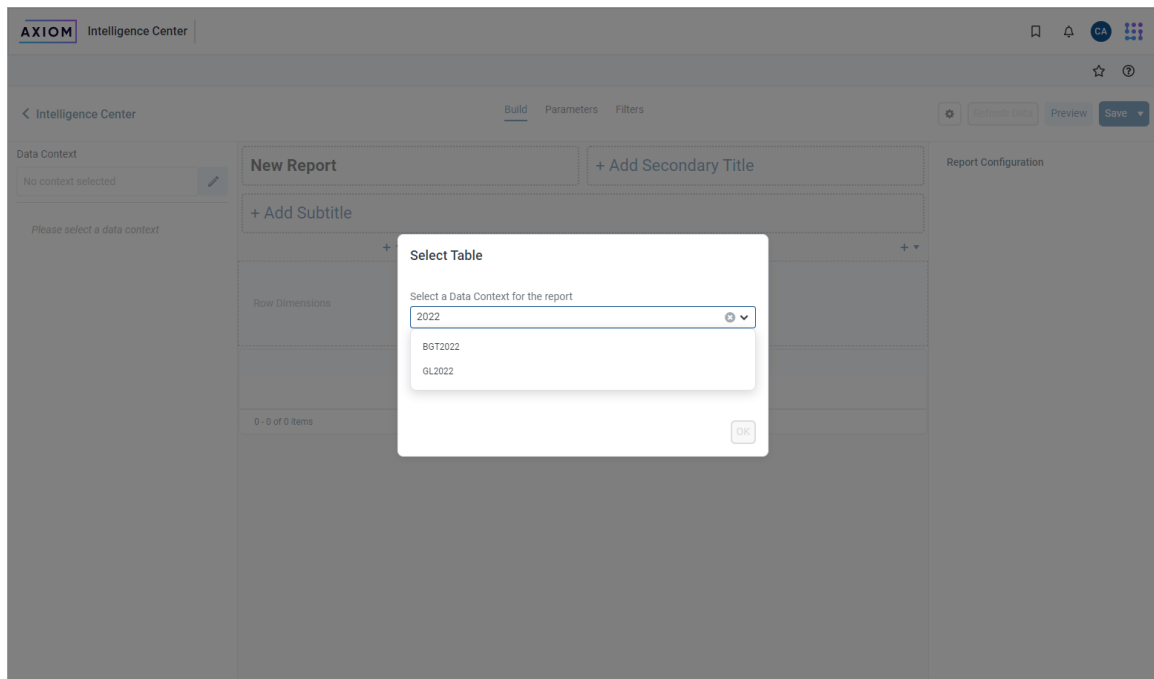 AXIOM Intelligence Center
CA
Intelligence Center
Build Parameters Filters
Refresh Data Preview Save
Data Context
No context selected
Please select a data context
New Report
+ Add Secondary Title
+ Add Subtitle
Report Configuration
Row Dimensions
0 - 0 of 0 items
Select Table
Select a Data Context for the report
2022
BGT2022
GL2022
OK